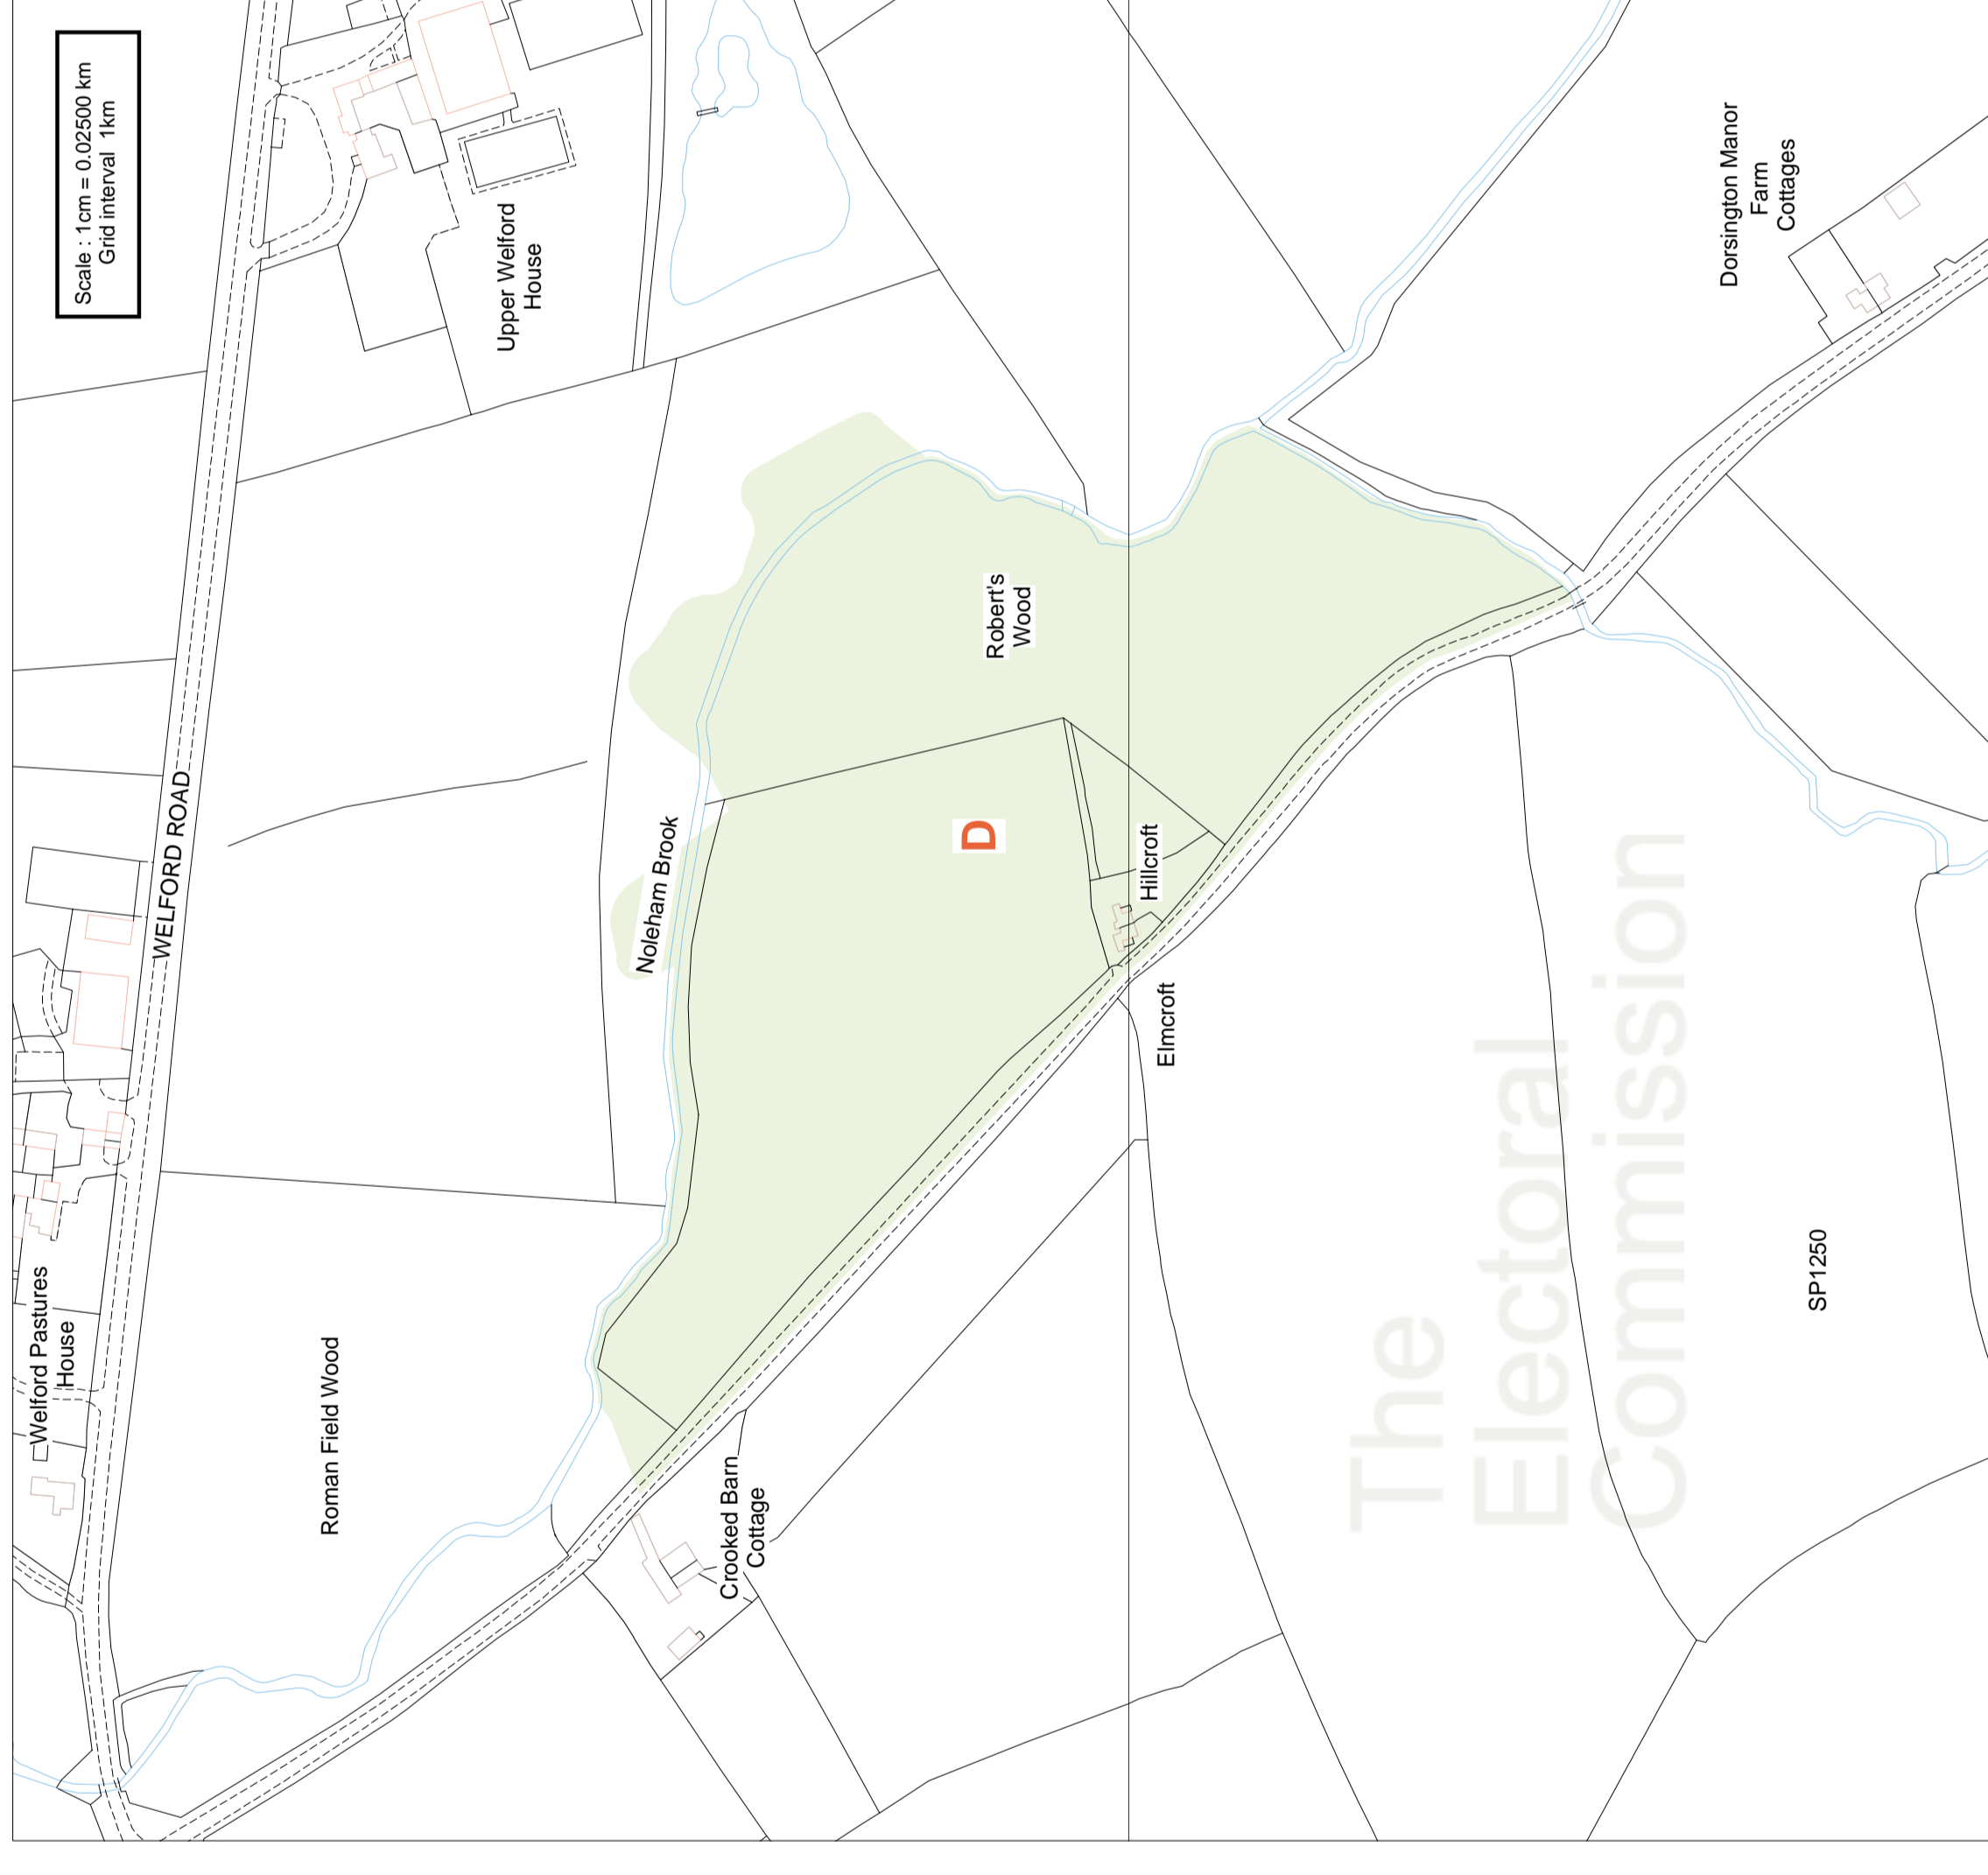 Scale : 1cm = 0.02500 km
Grid interval 1km
Upper Welford
House
Dorsington Manor
Farm
Cottages
WELFORD ROAD
Robert's
Wood
Noleham Brook
D
Hillcroft
Elmcroft
Welford Pastures
House
Roman Field Wood
Crooked Barn
Cottage
SP1250
The
Electoral
Commission